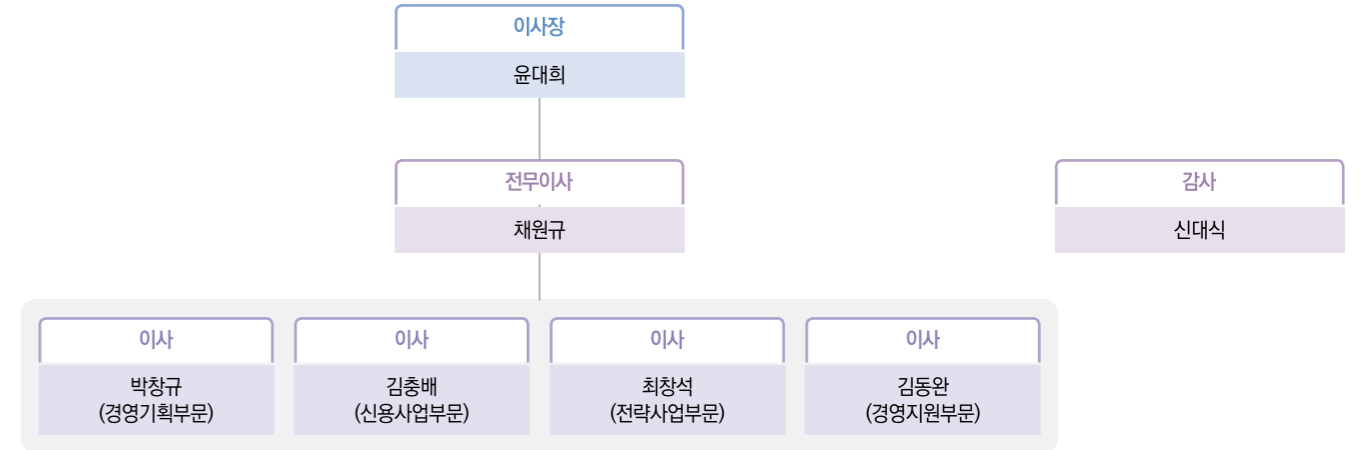 이사장
윤대희
전무이사
채원규
감사
신대식
이사
박창규
(경영기획부문)
이사
김충배
(신용사업부문)
이사
최창석
(전략사업부문)
이사
김동완
(경영지원부문)